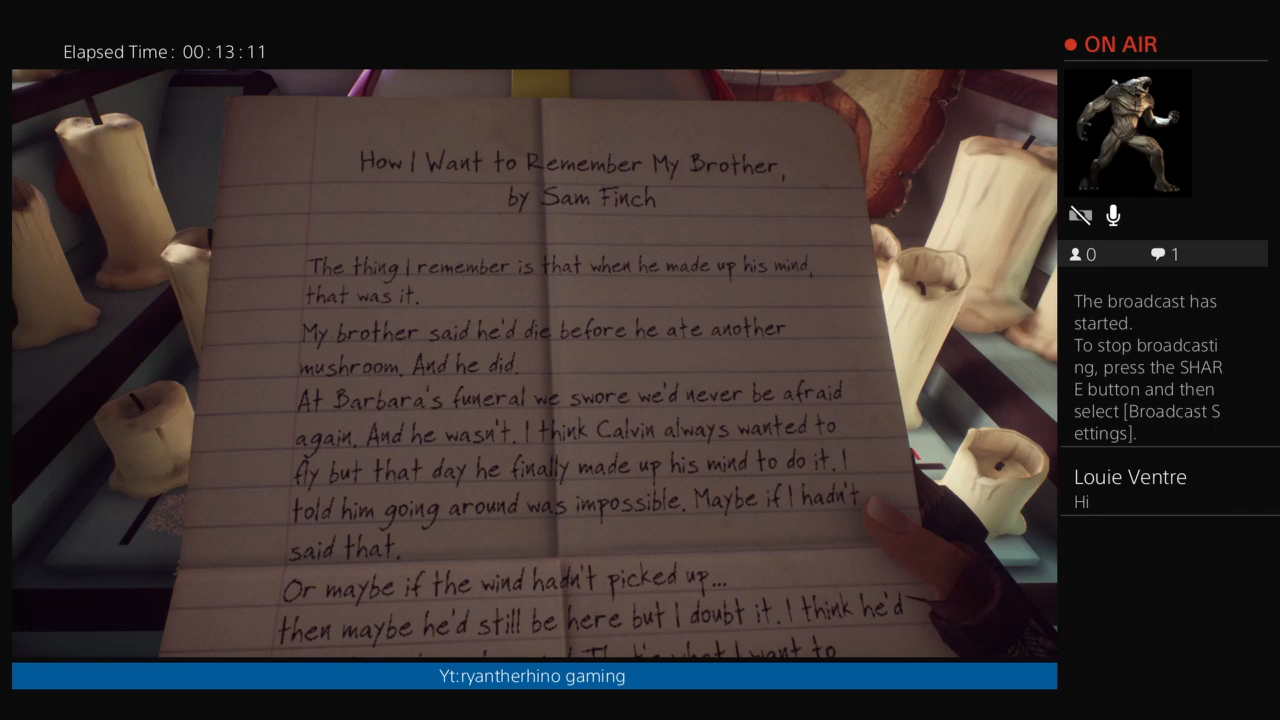 Elapsed Time: 00:13:11
ON AIR
How I Want to Remember My Brother,
by Sam Finch
The thing I remember is that when he made up his mind,
that was it.
My brother said he'd die before he ate another
mushroom. And he did.
At Barbara's funeral we swore we'd never be afraid
again. And he wasn't. I think Calvin always wanted to
fly but that day he finally made up his mind to do it. I
told him going around was impossible. Maybe if I hadn't
said that.
Or maybe if the wind hadn't picked up...
then maybe he'd still be here but I doubt it. I think he'd
what I want to
0
1
The broadcast has
started.
To stop broadcasti
ng, press the SHAR
E button and then
select [Broadcast S
ettings].
Louie Ventre
Hi
Yt:ryantherhino gaming